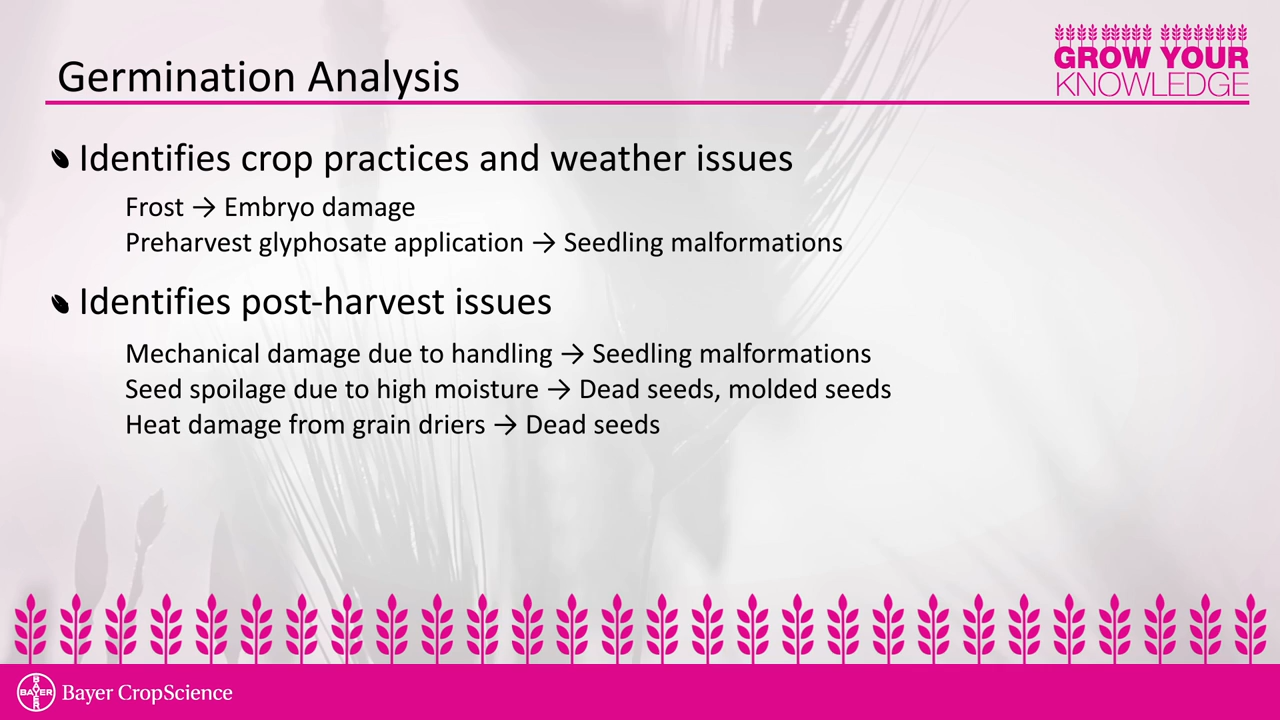 Germination Analysis
GROW YOUR
KNOWLEDGE
Identifies crop practices and weather issues
Frost → Embryo damage
Preharvest glyphosate application → Seedling malformations
Identifies post-harvest issues
Mechanical damage due to handling → Seedling malformations
Seed spoilage due to high moisture → Dead seeds, molded seeds
Heat damage from grain driers → Dead seeds
BAYER
BAYER
Bayer CropScience